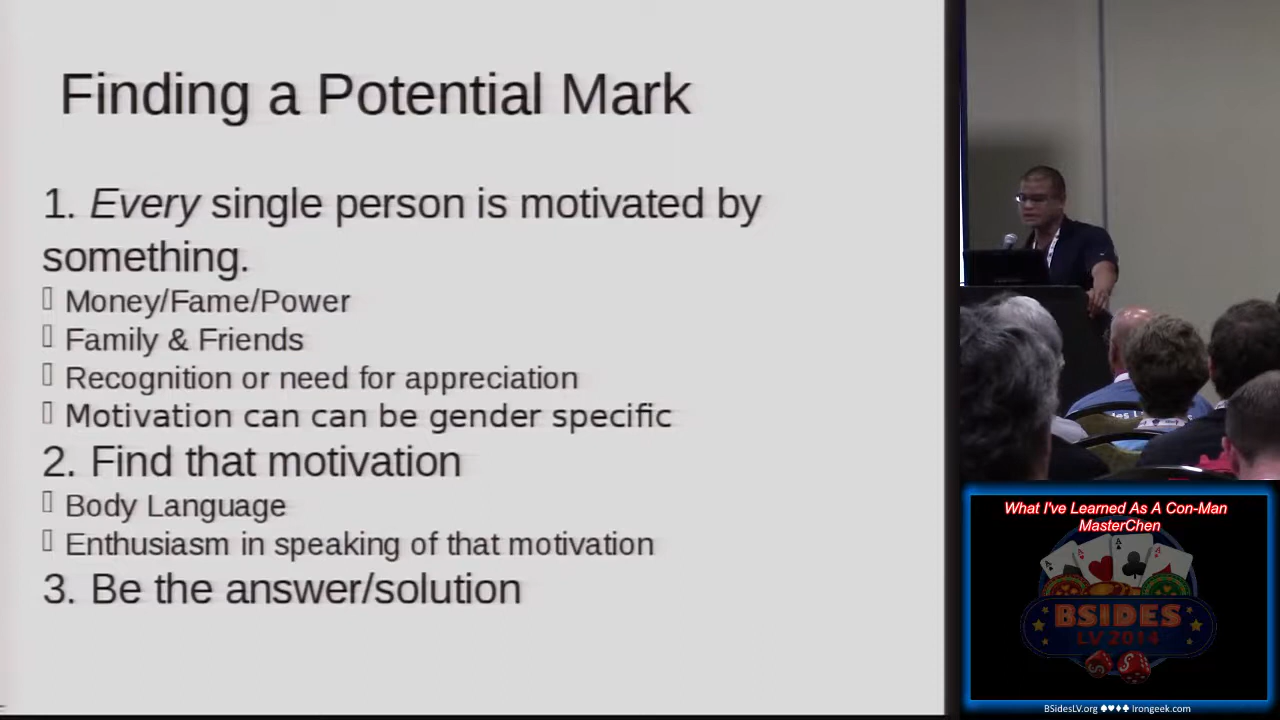 Finding a Potential Mark
1. Every single person is motivated by
something.
Money/Fame/Power
Family & Friends
Recognition or need for appreciation
Motivation can can be gender specific
2. Find that motivation
Body Language
Enthusiasm in speaking of that motivation
3. Be the answer/solution
What I've Learned As A Con-Man
MasterChen
BSIDES
LV 2014
BSidesLV.org ♠♥♦♣ Irongeek.com